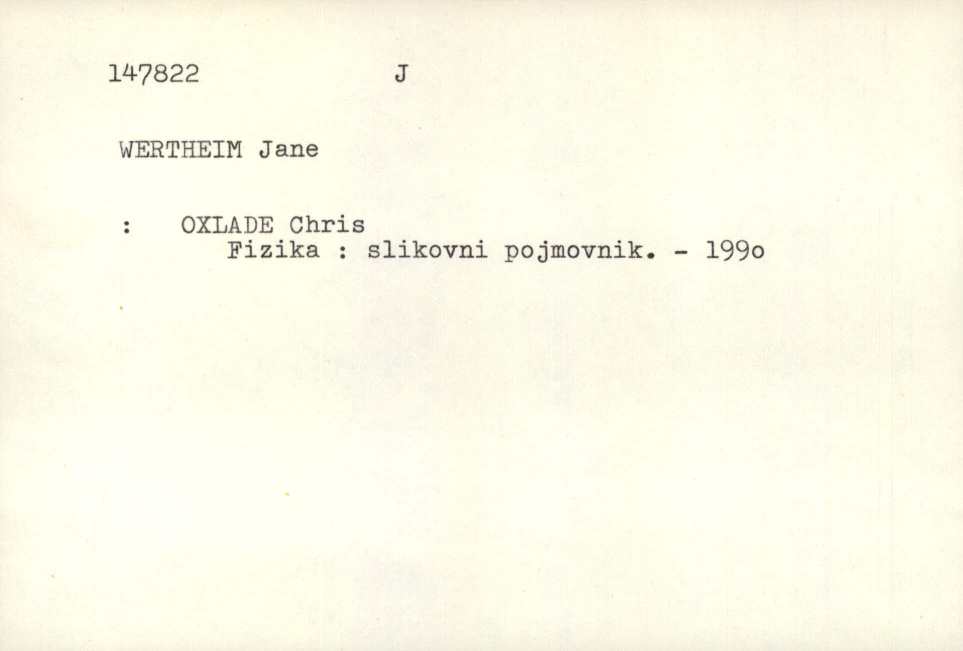 147822 J
WERTHEIM Jane
: OXLADE Chris
Fizika : slikovni pojmovnik. - 199o